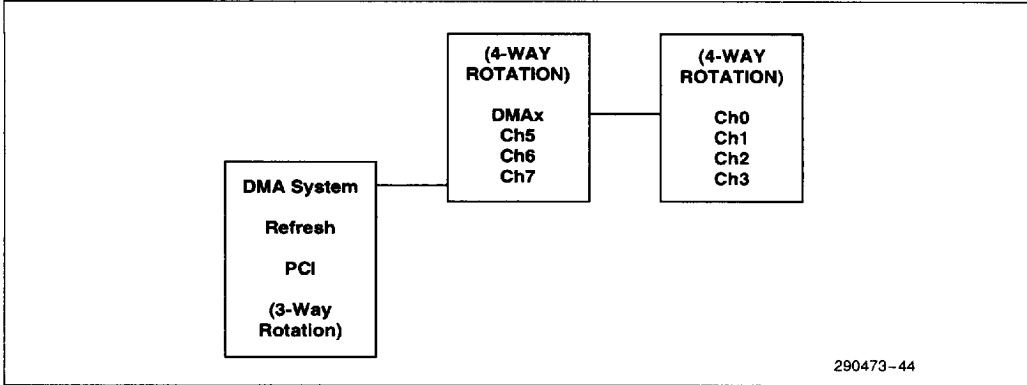 (4-WAY
ROTATION)
DMAx
Ch5
Ch6
Ch7
(4-WAY
ROTATION)
Ch0
Ch1
Ch2
Ch3
DMA System
Refresh
PCI
(3-Way
Rotation)
290473-44